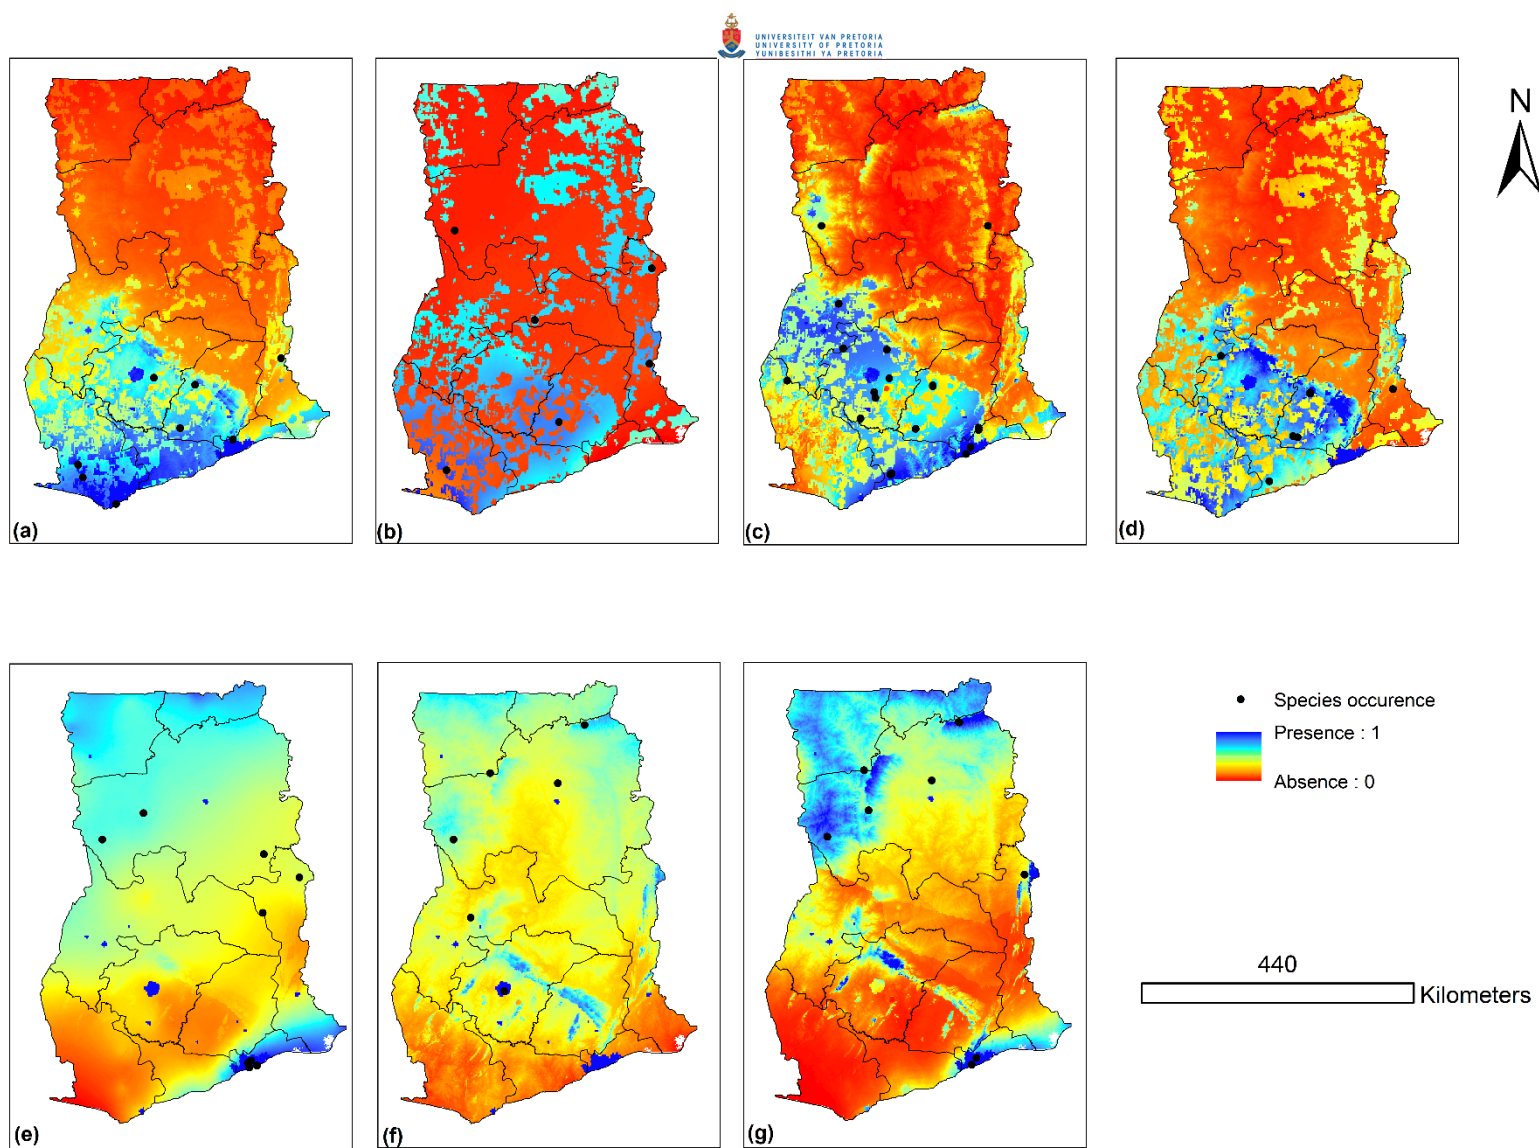 UNIVERSITEIT VAN PRETORIA
UNIVERSITY OF PRETORIA
YUNIBESITHI YA PRETORIA
N
(a)
(b)
(c)
(d)
Species occurence
Presence : 1
Absence : 0
440
Kilometers
(e)
(f)
(g)